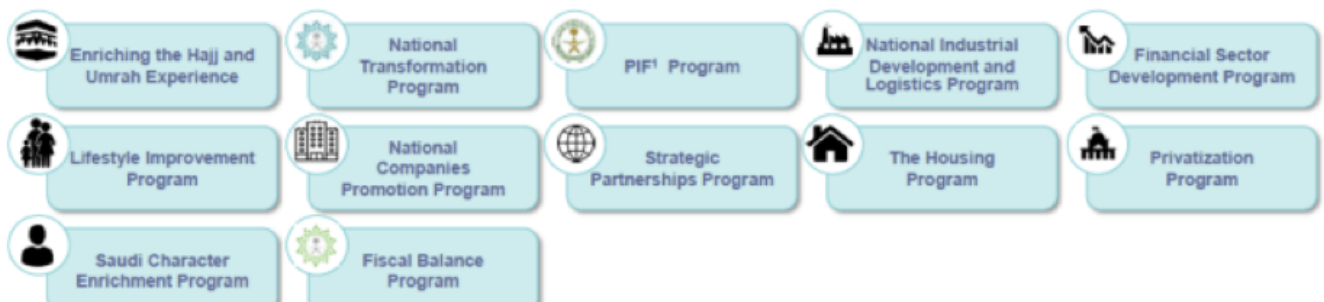 Enriching the Hajj and
Umrah Experience
National
Transformation
Program
PIF¹ Program
National Industrial
Development and
Logistics Program
Financial Sector
Development Program
Lifestyle Improvement
Program
National
Companies
Promotion Program
Strategic
Partnerships Program
The Housing
Program
Privatization
Program
Saudi Character
Enrichment Program
Fiscal Balance
Program